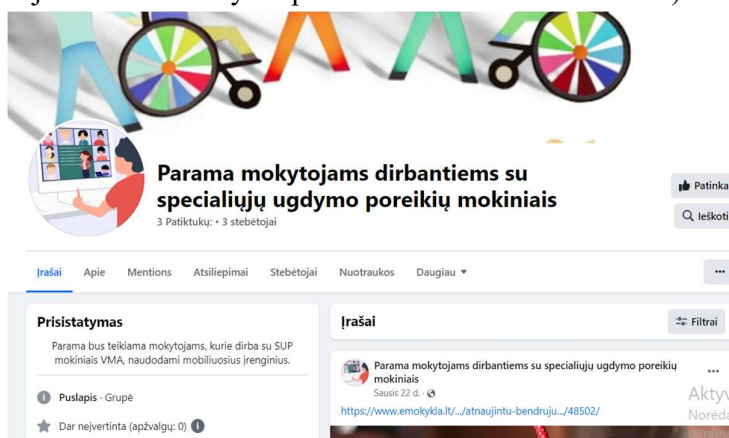 Parama mokytojams dirbantiems su
specialiųjų ugdymo poreikių mokiniais
3 Patiktukų: • 3 stebėtojai
Patinka
Ieškoti
Įrašai Apie Mentions Atsiliepimai Stebėtojai Nuotraukos Daugiau
Prisistatymas
Parama bus teikiama mokytojams, kurie dirba su SUP
mokiniais VMA, naudodami mobiliuosius įrenginius.
Puslapis · Grupė
Dar neįvertinta (apžvalgų: 0)
Įrašai
Filtrai
Parama mokytojams dirbantiems su specialiųjų ugdymo poreikių
mokiniais
Sausis 22 d. ·
https://www.emokykla.lt/.../atnaujintu-bendruju.../48502/